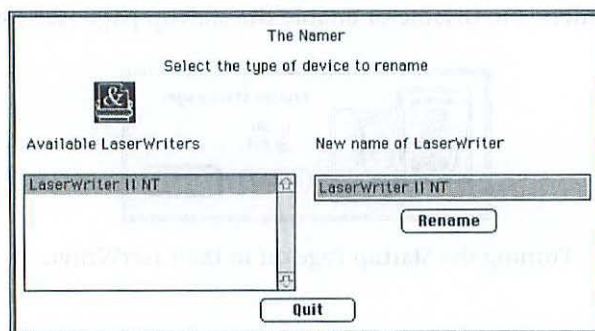 The Namer
Select the type of device to rename
&
Available LaserWriters
New name of LaserWriter
LaserWriter II NT
LaserWriter II NT
Rename
Quit